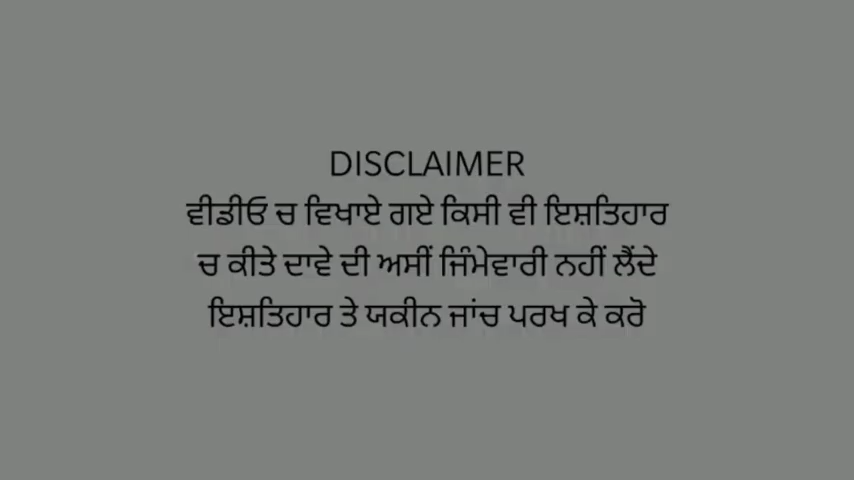 DISCLAIMER
ਵੀਡੀਓ ਚ ਵਿਖਾਏ ਗਏ ਕਿਸੀ ਵੀ ਇਸ਼ਤਿਹਾਰ
ਚ ਕੀਤੇ ਦਾਵੇ ਦੀ ਅਸੀਂ ਜਿੰਮੇਵਾਰੀ ਨਹੀਂ ਲੈਂਦੇ
ਇਸ਼ਤਿਹਾਰ ਤੇ ਯਕੀਨ ਜਾਂਚ ਪਰਖ ਕੇ ਕਰੋ